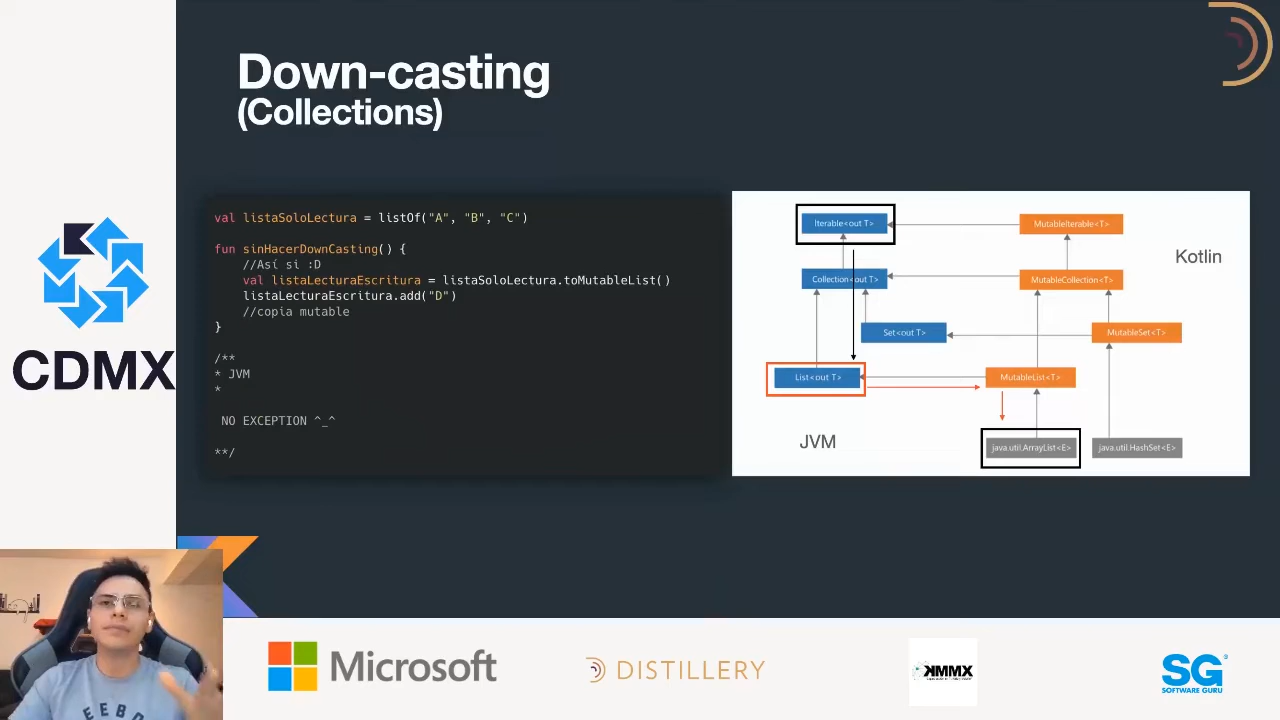 Down-casting
(Collections)
CDMX
val listaSoloLectura = listOf("A", "B", "C")
fun sinHacerDownCasting() {
//Así si :D
val listaLecturaEscritura = listaSoloLectura.toMutableList()
listaLecturaEscritura.add("D")
//copia mutable
}
/**
* JVM
*
NO EXCEPTION ^_^
**/
Iterable<out T>
MutableIterable<T>
Kotlin
Collection<out T>
MutableCollection<T>
Set<out T>
MutableSet<T>
List<out T>
MutableList<T>
JVM
java.util.ArrayList<E>
java.util.HashSet<E>
Microsoft
DISTILLERY
KMMX
SG
SOFTWARE GURU